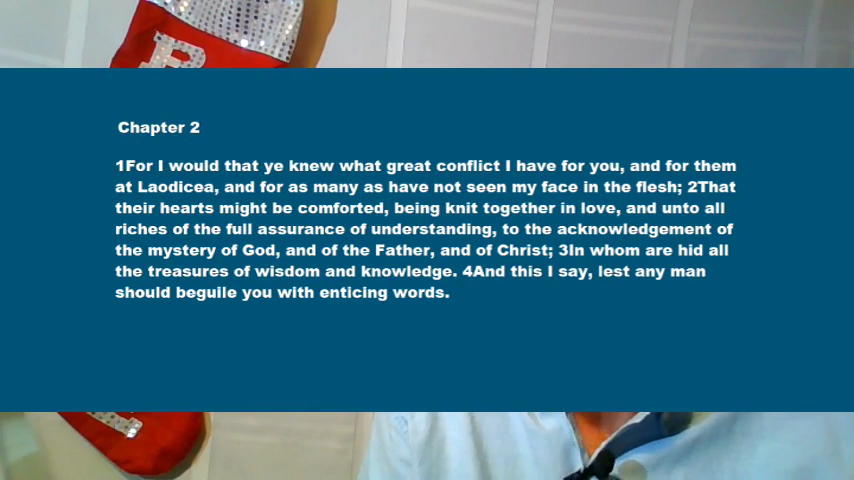 Chapter 2
1For I would that ye knew what great conflict I have for you, and for them
at Laodicea, and for as many as have not seen my face in the flesh; 2That
their hearts might be comforted, being knit together in love, and unto all
riches of the full assurance of understanding, to the acknowledgement of
the mystery of God, and of the Father, and of Christ; 3In whom are hid all
the treasures of wisdom and knowledge. 4And this I say, lest any man
should beguile you with enticing words.